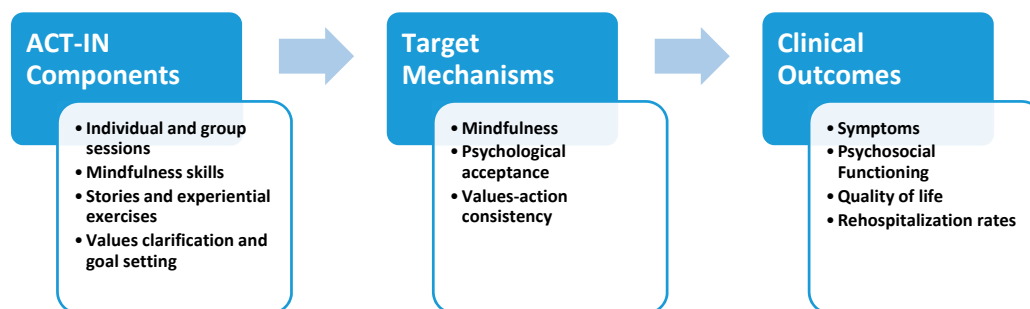 ACT-IN
Components
• Individual and group
sessions
• Mindfulness skills
• Stories and experiential
exercises
• Values clarification and
goal setting
Target
Mechanisms
• Mindfulness
• Psychological
acceptance
• Values-action
consistency
Clinical
Outcomes
• Symptoms
• Psychosocial
Functioning
• Quality of life
• Rehospitalization rates